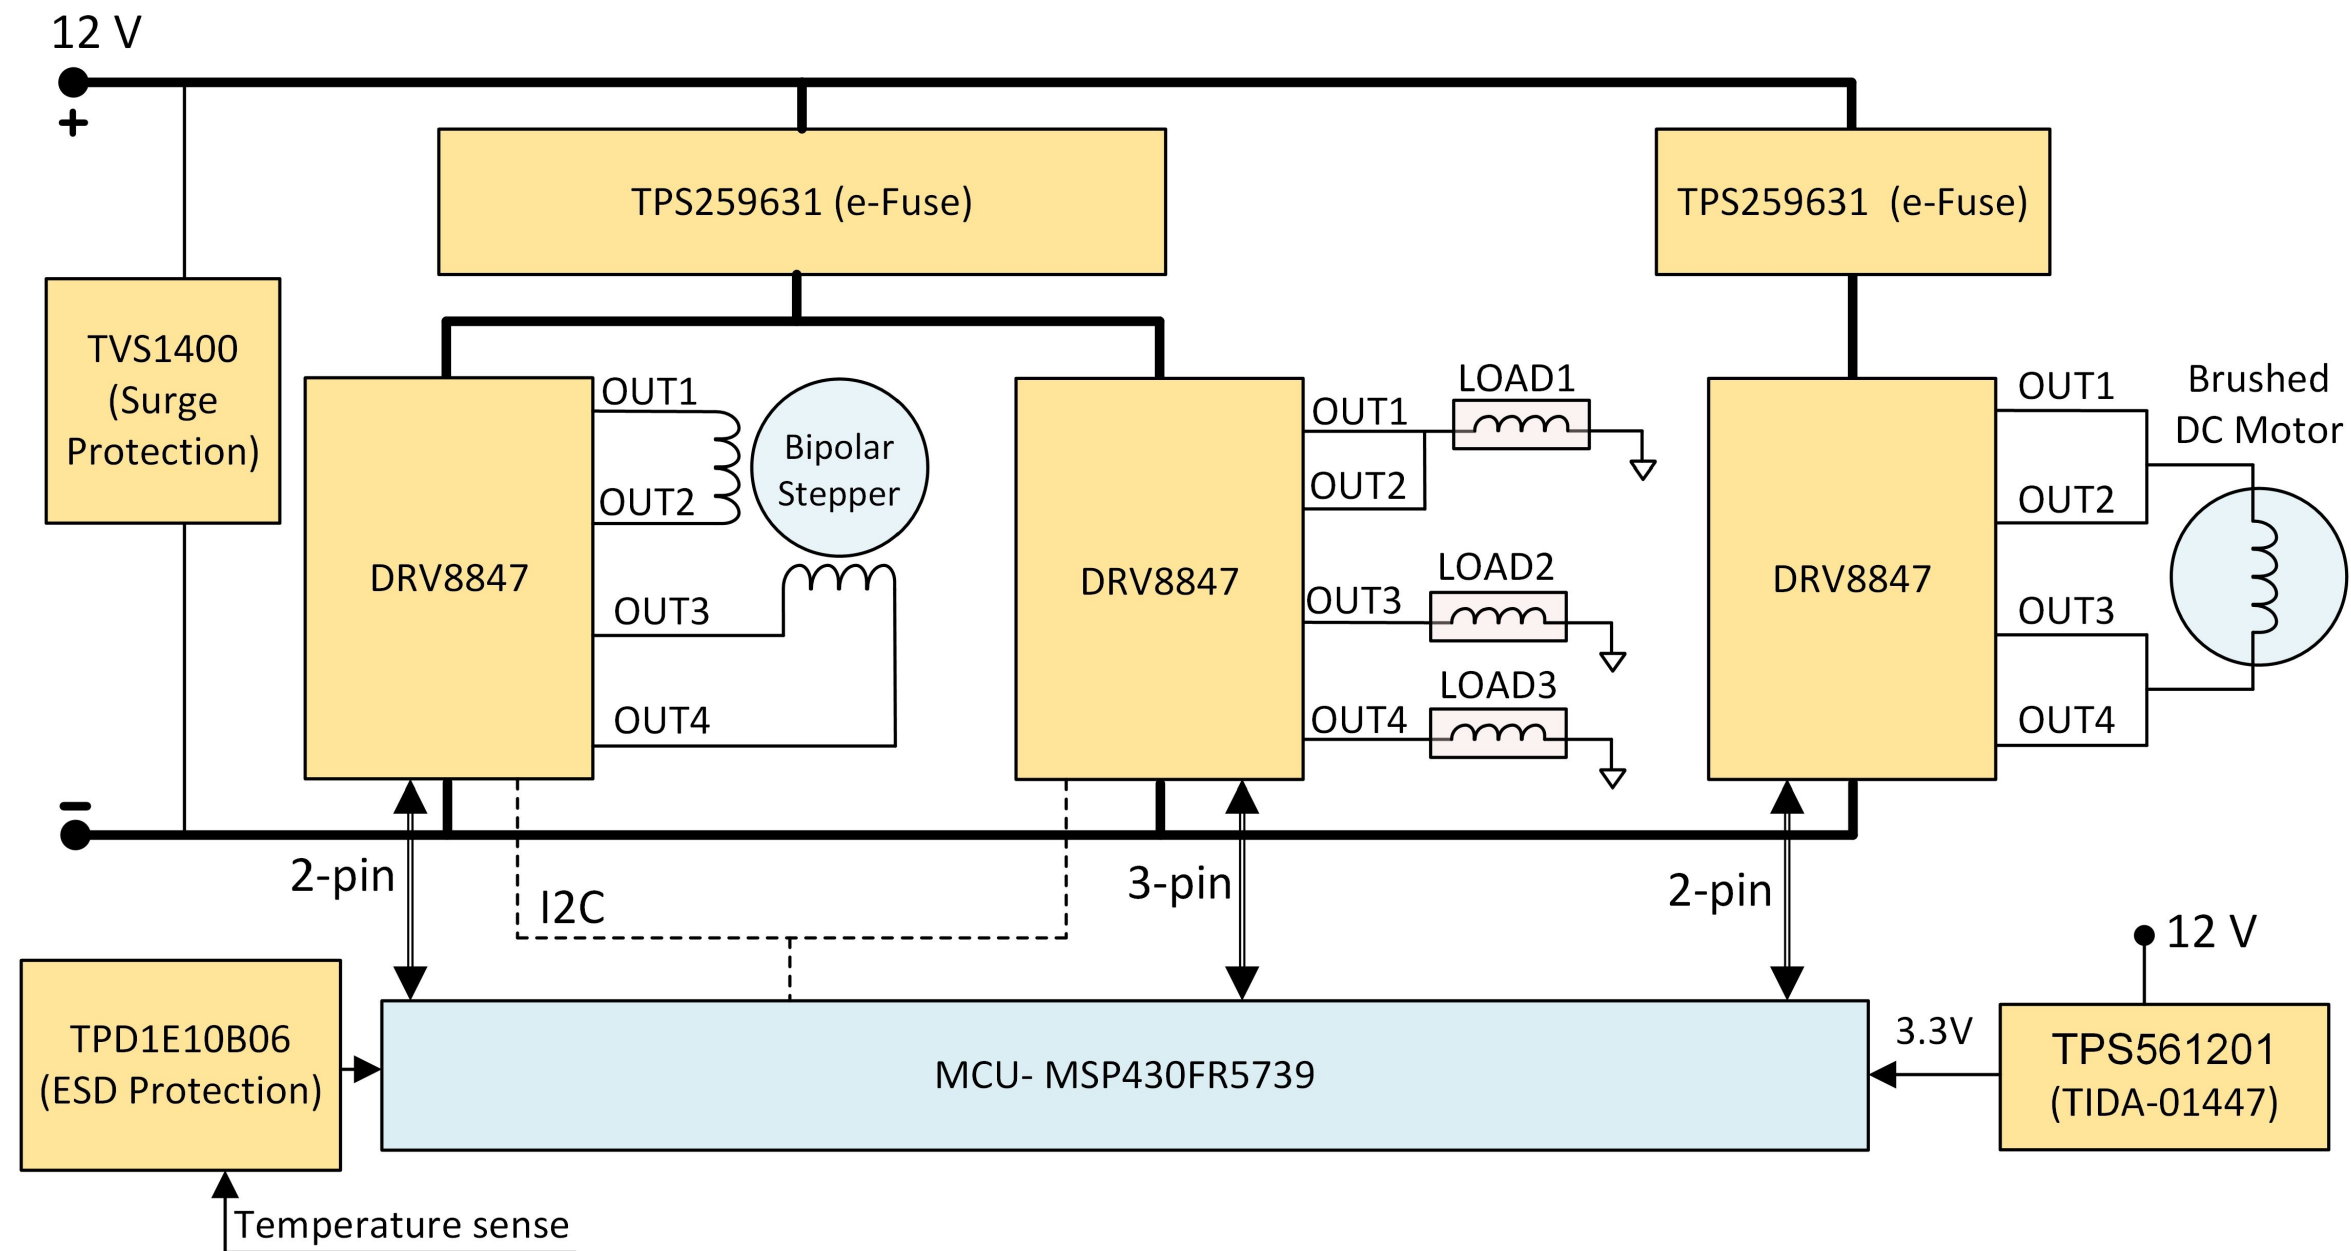 12 V
+
TPS259631 (e-Fuse)
TPS259631 (e-Fuse)
TVS1400
(Surge
Protection)
DRV8847
OUT1
OUT2
OUT3
OUT4
Bipolar
Stepper
DRV8847
OUT1
OUT2
OUT3
OUT4
LOAD1
LOAD2
LOAD3
DRV8847
OUT1
OUT2
OUT3
OUT4
Brushed
DC Motor
–
2-pin
I2C
3-pin
2-pin
12 V
TPD1E10B06
(ESD Protection)
MCU- MSP430FR5739
3.3V
TPS561201
(TIDA-01447)
Temperature sense